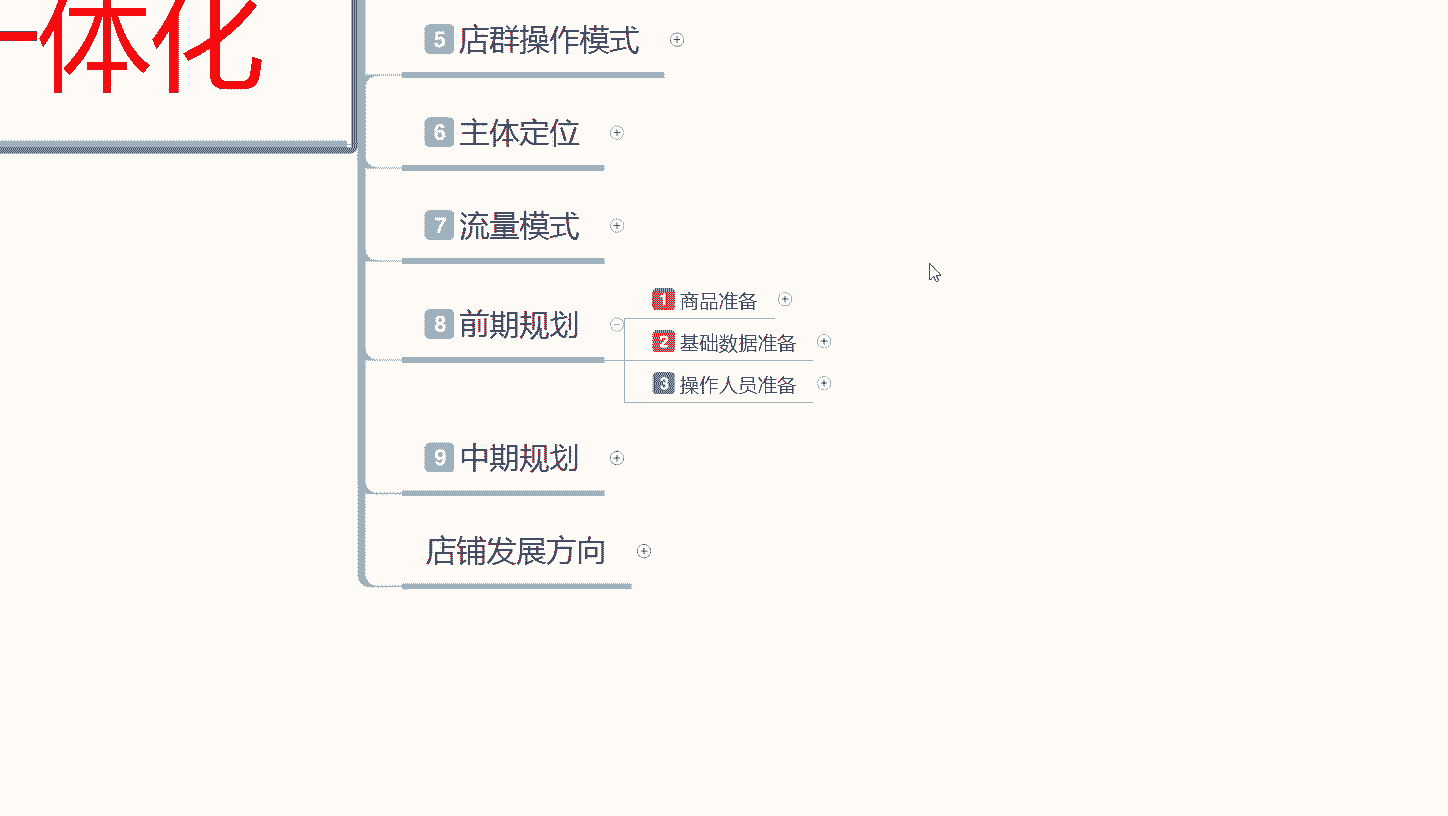 一体化
5 店群操作模式
6 主体定位
7 流量模式
8 前期规划
1 商品准备
2 基础数据准备
3 操作人员准备
9 中期规划
店铺发展方向